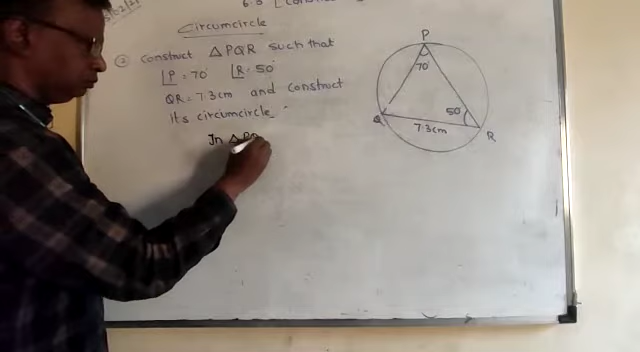 Circumcircle
② Construct △PQR such that
∠P = 70° ∠R = 50°
QR = 7.3cm and construct
its circumcircle.
In △PQ
P
70°
50°
Q
7.3cm
R